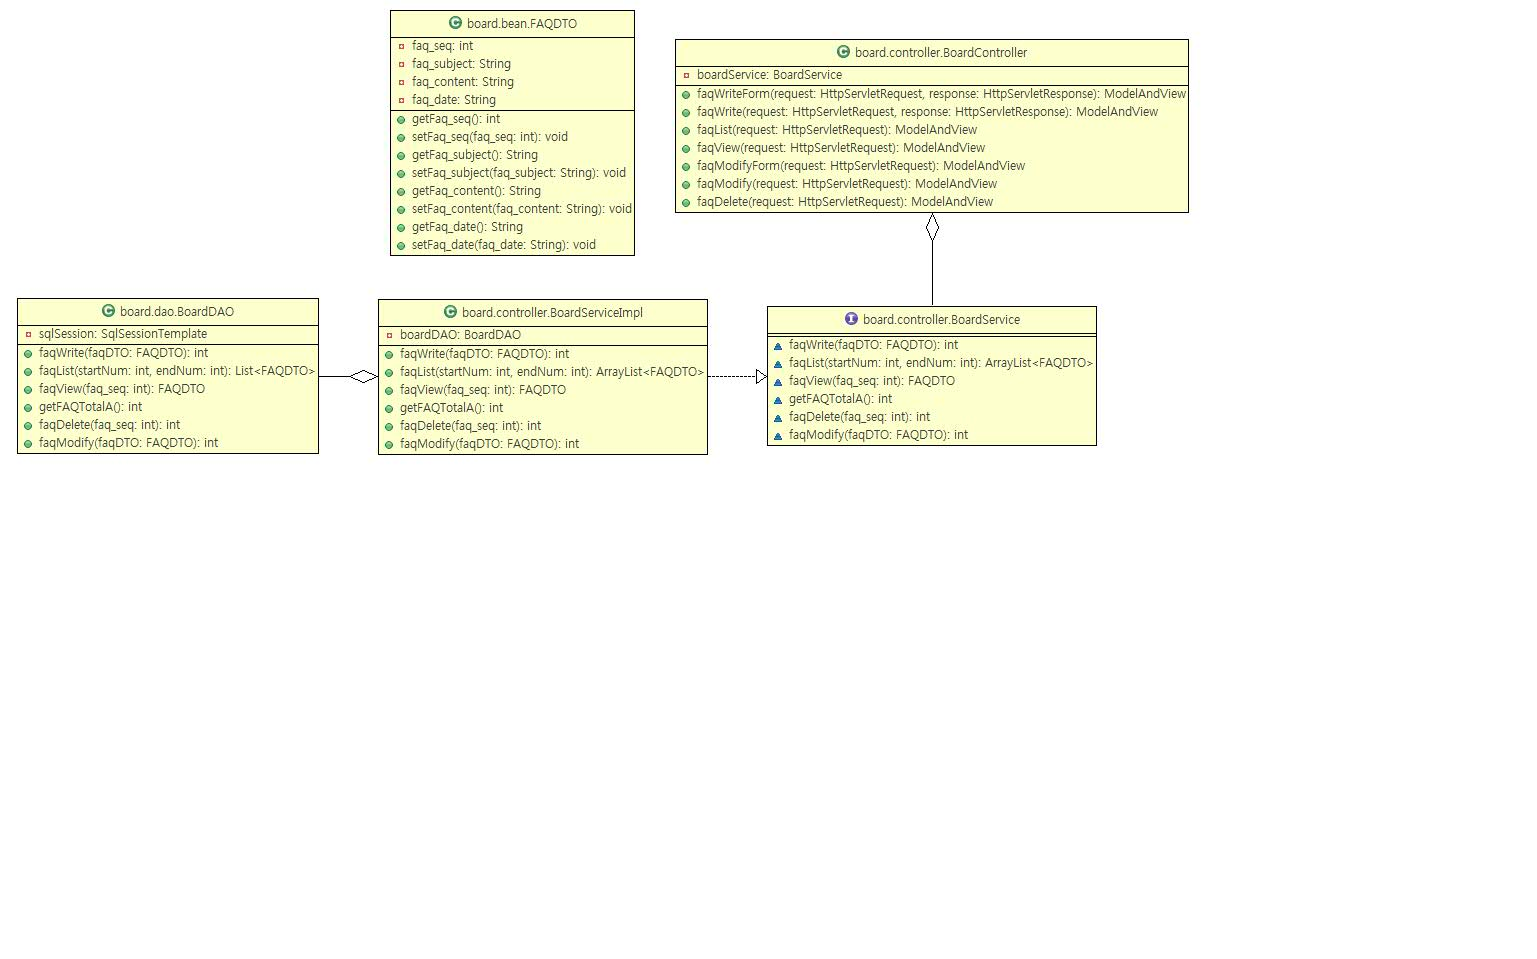 board.bean.FAQDTO
faq_seq: int
faq_subject: String
faq_content: String
faq_date: String
getFaq_seq(): int
setFaq_seq(faq_seq: int): void
getFaq_subject(): String
setFaq_subject(faq_subject: String): void
getFaq_content(): String
setFaq_content(faq_content: String): void
getFaq_date(): String
setFaq_date(faq_date: String): void
board.controller.BoardController
boardService: BoardService
faqWriteForm(request: HttpServletRequest, response: HttpServletResponse): ModelAndView
faqWrite(request: HttpServletRequest, response: HttpServletResponse): ModelAndView
faqList(request: HttpServletRequest): ModelAndView
faqView(request: HttpServletRequest): ModelAndView
faqModifyForm(request: HttpServletRequest): ModelAndView
faqModify(request: HttpServletRequest): ModelAndView
faqDelete(request: HttpServletRequest): ModelAndView
board.dao.BoardDAO
sqlSession: SqlSessionTemplate
faqWrite(faqDTO: FAQDTO): int
faqList(startNum: int, endNum: int): List<FAQDTO>
faqView(faq_seq: int): FAQDTO
getFAQTotalA(): int
faqDelete(faq_seq: int): int
faqModify(faqDTO: FAQDTO): int
board.controller.BoardServiceImpl
boardDAO: BoardDAO
faqWrite(faqDTO: FAQDTO): int
faqList(startNum: int, endNum: int): ArrayList<FAQDTO>
faqView(faq_seq: int): FAQDTO
getFAQTotalA(): int
faqDelete(faq_seq: int): int
faqModify(faqDTO: FAQDTO): int
board.controller.BoardService
faqWrite(faqDTO: FAQDTO): int
faqList(startNum: int, endNum: int): ArrayList<FAQDTO>
faqView(faq_seq: int): FAQDTO
getFAQTotalA(): int
faqDelete(faq_seq: int): int
faqModify(faqDTO: FAQDTO): int